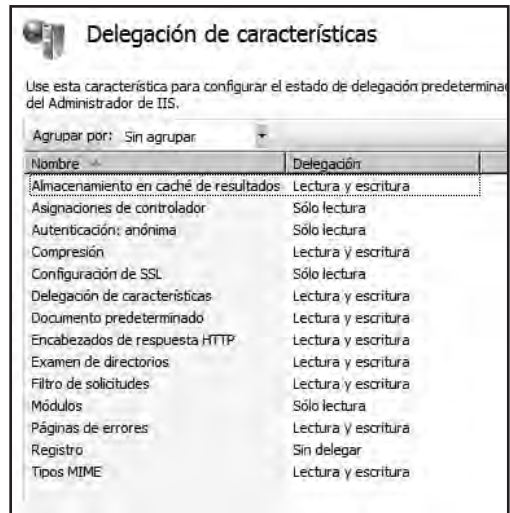 Delegación de características
Use esta característica para configurar el estado de delegación predetermina
del Administrador de IIS.
Agrupar por: Sin agrupar
Nombre Delegación
Almacenamiento en caché de resultados Lectura y escritura
Asignaciones de controlador Sólo lectura
Autenticación: anónima Sólo lectura
Compresión Lectura y escritura
Configuración de SSL Sólo lectura
Delegación de características Lectura y escritura
Documento predeterminado Lectura y escritura
Encabezados de respuesta HTTP Lectura y escritura
Examen de directorios Lectura y escritura
Filtro de solicitudes Lectura y escritura
Módulos Sólo lectura
Páginas de errores Lectura y escritura
Registro Sin delegar
Tipos MIME Lectura y escritura